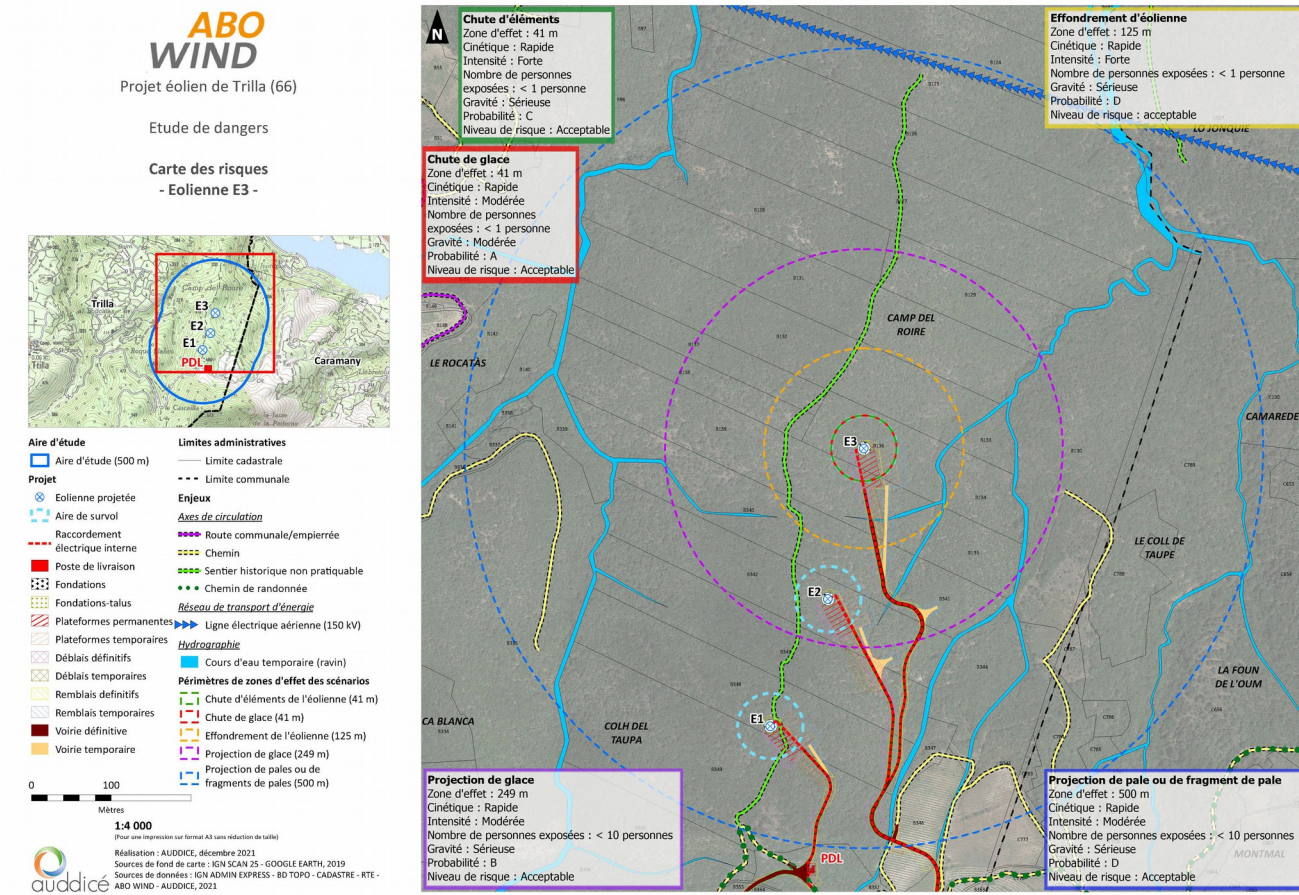 ABO
WIND
Projet éolien de Trilla (66)
Etude de dangers
Carte des risques
- Eolienne E3 -
Trilla
Camp del Roure
E3
E2
E1
PDL
Caramany
Aire d'étude
Aire d'étude (500 m)
Projet
Eolienne projetée
Aire de survol
Raccordement
électrique interne
Poste de livraison
Fondations
Fondations-talus
Plateformes permanentes
Plateformes temporaires
Déblais définitifs
Déblais temporaires
Remblais definitifs
Remblais temporaires
Voirie définitive
Voirie temporaire
Limites administratives
Limite cadastrale
Limite communale
Enjeux
Axes de circulation
Route communale/empierrée
Chemin
Sentier historique non pratiquable
Chemin de randonnée
Réseau de transport d'énergie
Ligne électrique aérienne (150 kV)
Hydrographie
Cours d'eau temporaire (ravin)
Périmètres de zones d'effet des scénarios
Chute d'éléments de l'éolienne (41 m)
Chute de glace (41 m)
Effondrement de l'éolienne (125 m)
Projection de glace (249 m)
Projection de pales ou de
fragments de pales (500 m)
0 100
Mètres
1:4 000
(Pour une impression sur format A3 sans réduction de taille)
Réalisation : AUDDICE, décembre 2021
Sources de fond de carte : IGN SCAN 25 - GOOGLE EARTH, 2019
Sources de données : IGN ADMIN EXPRESS - BD TOPO - CADASTRE - RTE -
ABO WIND - AUDDICE, 2021
auddicé
N
Chute d'éléments
Zone d'effet : 41 m
Cinétique : Rapide
Intensité : Forte
Nombre de personnes
exposées : < 1 personne
Gravité : Sérieuse
Probabilité : C
Niveau de risque : Acceptable
Chute de glace
Zone d'effet : 41 m
Cinétique : Rapide
Intensité : Modérée
Nombre de personnes
exposées : < 1 personne
Gravité : Modérée
Probabilité : A
Niveau de risque : Acceptable
Effondrement d'éolienne
Zone d'effet : 125 m
Cinétique : Rapide
Intensité : Forte
Nombre de personnes exposées : < 1 personne
Gravité : Sérieuse
Probabilité : D
Niveau de risque : acceptable
LO JONQUIE
CAMP DEL
ROIRE
LE ROCATAS
CAMAREDE
E3
LE COLL DE
TAUPE
E2
LA FOUN
DE L'OUM
E1
CA BLANCA
COLH DEL
TAUPA
Projection de glace
Zone d'effet : 249 m
Cinétique : Rapide
Intensité : Modérée
Nombre de personnes exposées : < 10 personnes
Gravité : Sérieuse
Probabilité : B
Niveau de risque : Acceptable
PDL
Projection de pale ou de fragment de pale
Zone d'effet : 500 m
Cinétique : Rapide
Intensité : Modérée
Nombre de personnes exposées : < 10 personnes
Gravité : Sérieuse
Probabilité : D
Niveau de risque : Acceptable
MONTMAL